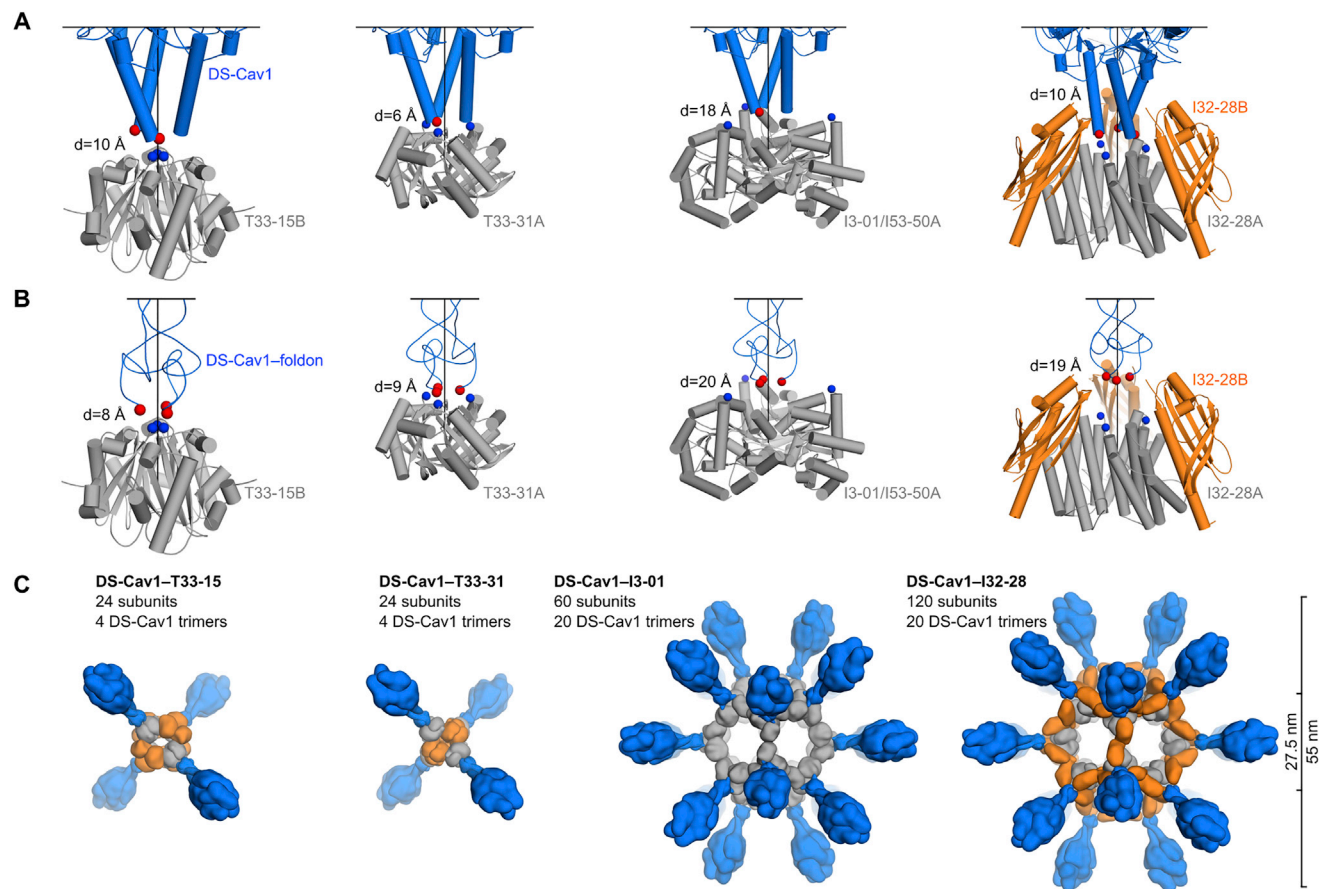 A
DS-Cav1
d=10 Å
T33-15B
d=6 Å
T33-31A
d=18 Å
I3-01/I53-50A
d=10 Å
I32-28B
I32-28A
B
DS-Cav1–foldon
d=8 Å
T33-15B
d=9 Å
T33-31A
d=20 Å
I3-01/I53-50A
d=19 Å
I32-28B
I32-28A
C
DS-Cav1–T33-15
24 subunits
4 DS-Cav1 trimers
DS-Cav1–T33-31
24 subunits
4 DS-Cav1 trimers
DS-Cav1–I3-01
60 subunits
20 DS-Cav1 trimers
DS-Cav1–I32-28
120 subunits
20 DS-Cav1 trimers
27.5 nm
55 nm